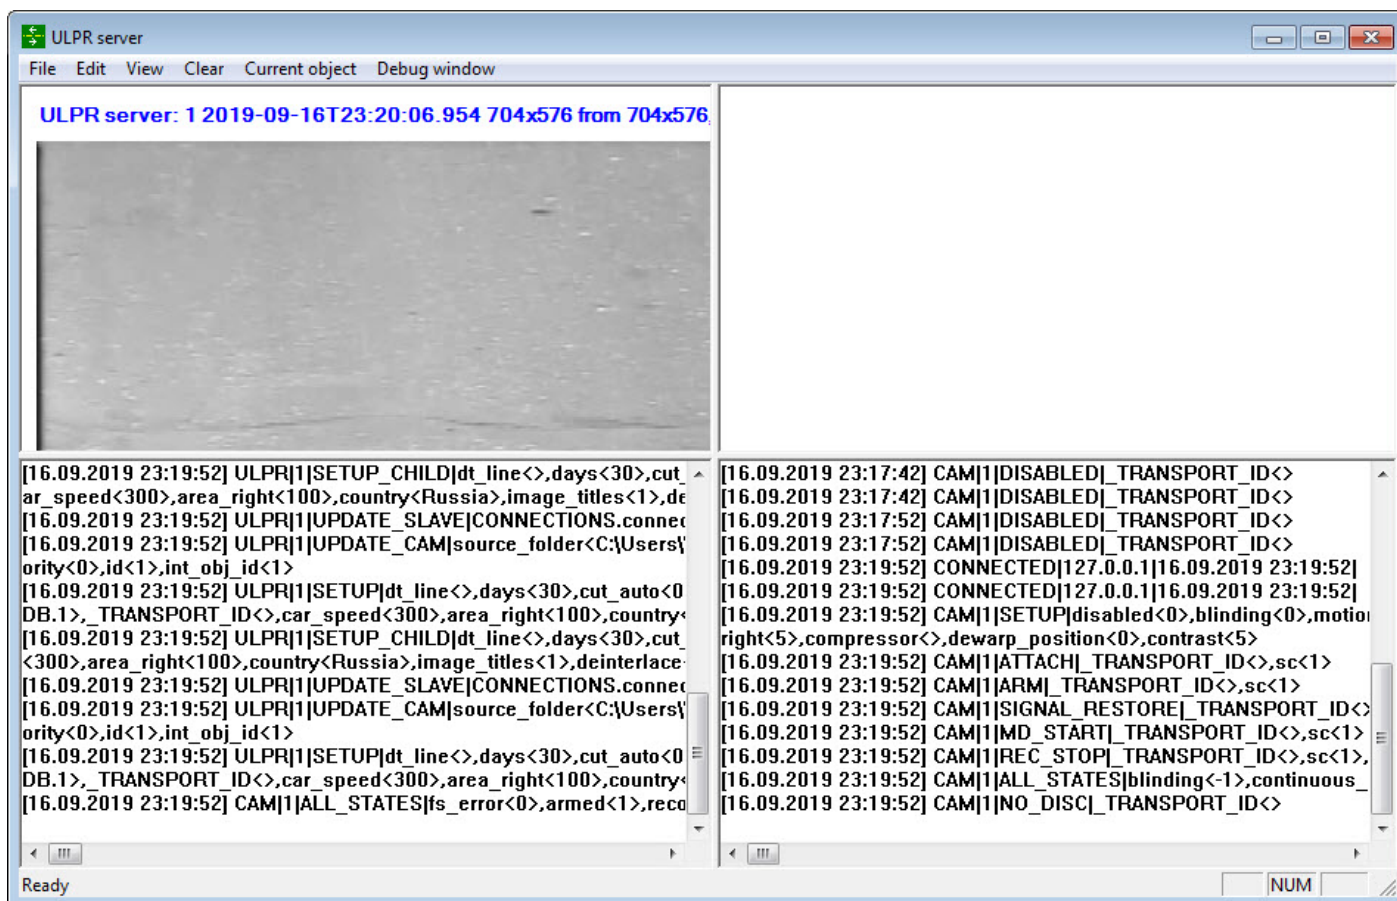 ULPR server
File Edit View Clear Current object Debug window
ULPR server: 1 2019-09-16T23:20:06.954 704x576 from 704x576,
[16.09.2019 23:19:52] ULPR|1|SETUP_CHILD|dt_line<>,days<30>,cut_
ar_speed<300>,area_right<100>,country<Russia>,image_titles<1>,de
[16.09.2019 23:19:52] ULPR|1|UPDATE_SLAVE|CONNECTIONS.connec
[16.09.2019 23:19:52] ULPR|1|UPDATE_CAM|source_folder<C:\Users\
ority<0>,id<1>,int_obj_id<1>
[16.09.2019 23:19:52] ULPR|1|SETUP|dt_line<>,days<30>,cut_auto<0
DB.1>,_TRANSPORT_ID<>,car_speed<300>,area_right<100>,country<
[16.09.2019 23:19:52] ULPR|1|SETUP_CHILD|dt_line<>,days<30>,cut_
<300>,area_right<100>,country<Russia>,image_titles<1>,deinterlace
[16.09.2019 23:19:52] ULPR|1|UPDATE_SLAVE|CONNECTIONS.connec
[16.09.2019 23:19:52] ULPR|1|UPDATE_CAM|source_folder<C:\Users\
ority<0>,id<1>,int_obj_id<1>
[16.09.2019 23:19:52] ULPR|1|SETUP|dt_line<>,days<30>,cut_auto<0
DB.1>,_TRANSPORT_ID<>,car_speed<300>,area_right<100>,country<
[16.09.2019 23:19:52] CAM|1|ALL_STATES|fs_error<0>,armed<1>,reco
[16.09.2019 23:17:42] CAM|1|DISABLED|_TRANSPORT_ID<>
[16.09.2019 23:17:42] CAM|1|DISABLED|_TRANSPORT_ID<>
[16.09.2019 23:17:52] CAM|1|DISABLED|_TRANSPORT_ID<>
[16.09.2019 23:17:52] CAM|1|DISABLED|_TRANSPORT_ID<>
[16.09.2019 23:19:52] CONNECTED|127.0.0.1|16.09.2019 23:19:52|
[16.09.2019 23:19:52] CONNECTED|127.0.0.1|16.09.2019 23:19:52|
[16.09.2019 23:19:52] CAM|1|SETUP|disabled<0>,blinding<0>,motion
right<5>,compressor<>,dewarp_position<0>,contrast<5>
[16.09.2019 23:19:52] CAM|1|ATTACH|_TRANSPORT_ID<>,sc<1>
[16.09.2019 23:19:52] CAM|1|ARM|_TRANSPORT_ID<>,sc<1>
[16.09.2019 23:19:52] CAM|1|SIGNAL_RESTORE|_TRANSPORT_ID<>
[16.09.2019 23:19:52] CAM|1|MD_START|_TRANSPORT_ID<>,sc<1>
[16.09.2019 23:19:52] CAM|1|REC_STOP|_TRANSPORT_ID<>,sc<1>,
[16.09.2019 23:19:52] CAM|1|ALL_STATES|blinding<-1>,continuous_
[16.09.2019 23:19:52] CAM|1|NO_DISC|_TRANSPORT_ID<>
Ready
NUM